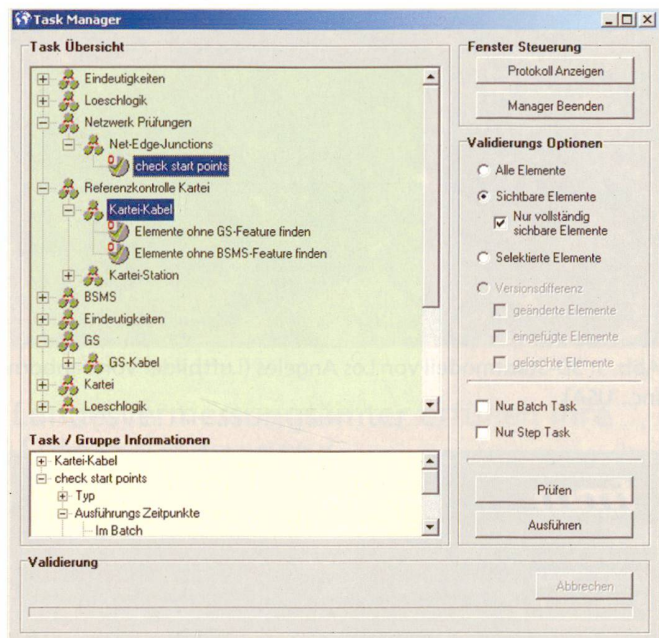 Task Manager
Task Übersicht
Eindeutigkeiten
Loeschlogik
Netzwerk Prüfungen
Net-Edge-Junctions
check start points
Referenzkontrolle Kartei
Kartei-Kabel
Elemente ohne GS-Feature finden
Elemente ohne BSMS-Feature finden
Kartei-Station
BSMS
Eindeutigkeiten
GS
GS-Kabel
Kartei
Loeschlogik
Task / Gruppe Informationen
Kartei-Kabel
check start points
Typ
Ausführungs Zeitpunkte
Im Batch
Fenster Steuerung
Protokoll Anzeigen
Manager Beenden
Validierungs Optionen
Alle Elemente
Sichtbare Elemente
Nur vollständig
sichbare Elemente
Selektierte Elemente
Versionsdifferenz
geänderte Elemente
eingefügte Elemente
gelöschte Elemente
Nur Batch Task
Nur Step Task
Prüfen
Ausführen
Validierung
Abbrechen